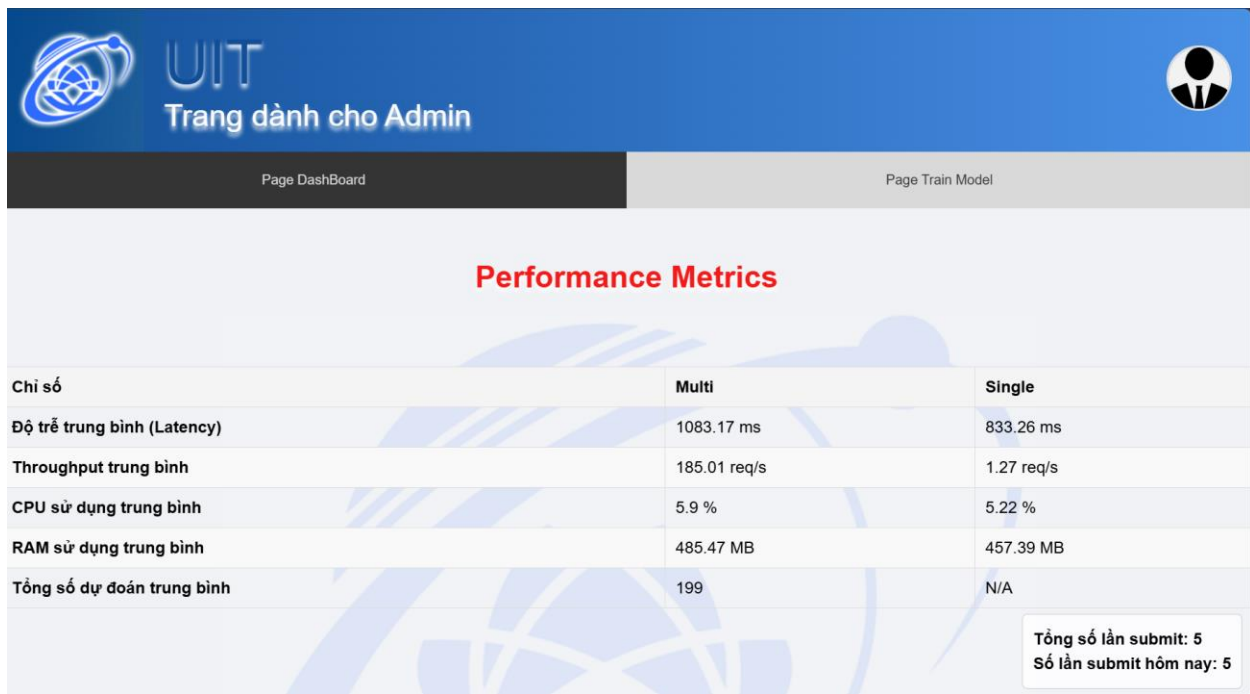 UIT
Trang dành cho Admin
Page DashBoard
Page Train Model
Performance Metrics
Chỉ số Multi Single
Độ trễ trung bình (Latency) 1083.17 ms 833.26 ms
Throughput trung bình 185.01 req/s 1.27 req/s
CPU sử dụng trung bình 5.9 % 5.22 %
RAM sử dụng trung bình 485.47 MB 457.39 MB
Tổng số dự đoán trung bình 199 N/A
Tổng số lần submit: 5
Số lần submit hôm nay: 5